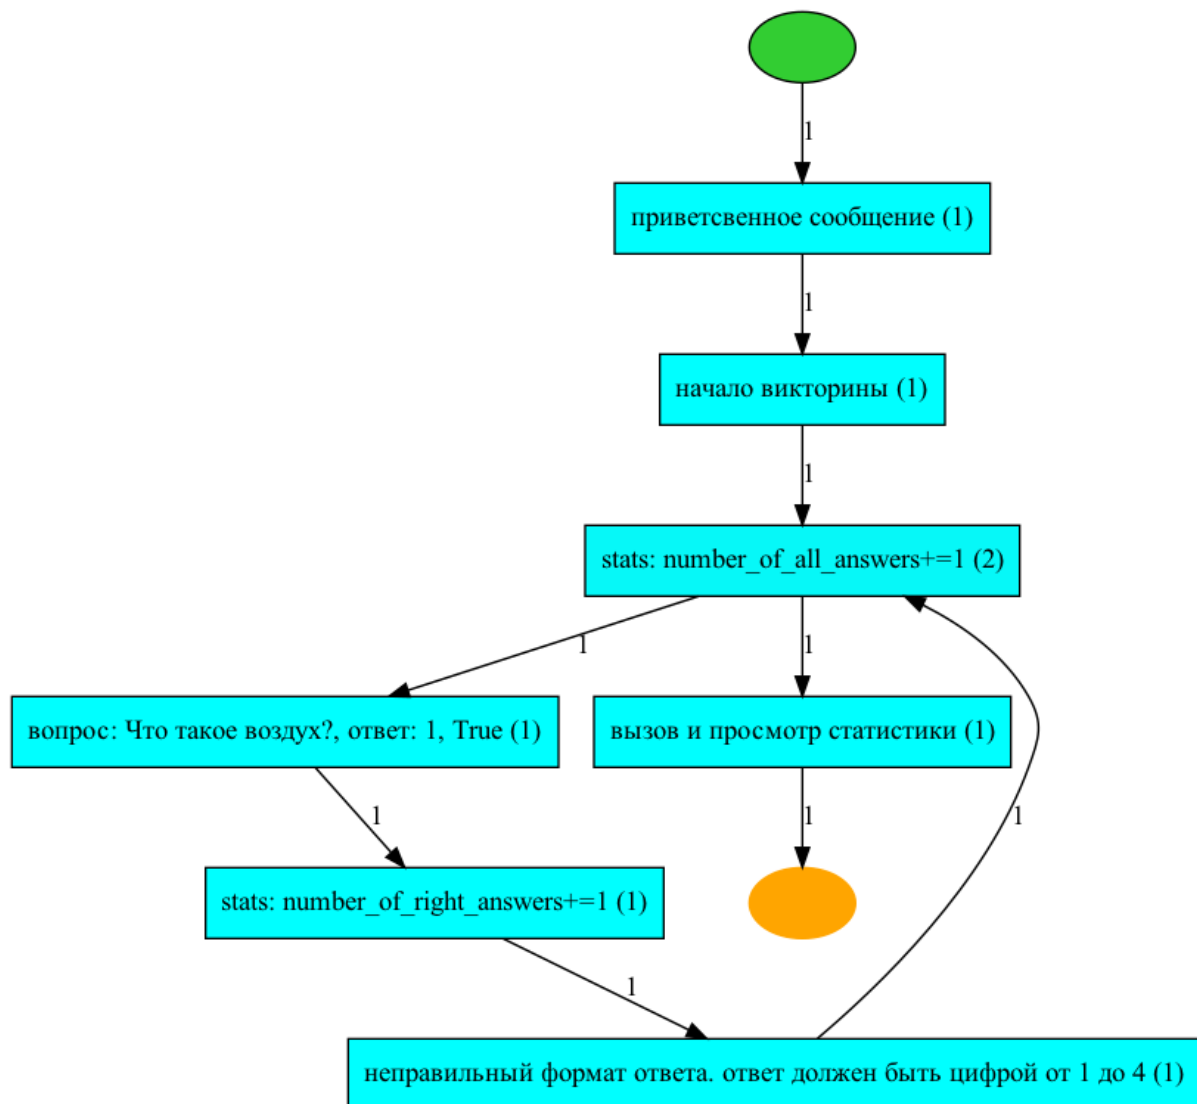 1
приветсвенное сообщение (1)
1
начало викторины (1)
1
stats: number_of_all_answers+=1 (2)
1
1
вопрос: Что такое воздух?, ответ: 1, True (1)
вызов и просмотр статистики (1)
1
1
1
stats: number_of_right_answers+=1 (1)
1
неправильный формат ответа. ответ должен быть цифрой от 1 до 4 (1)